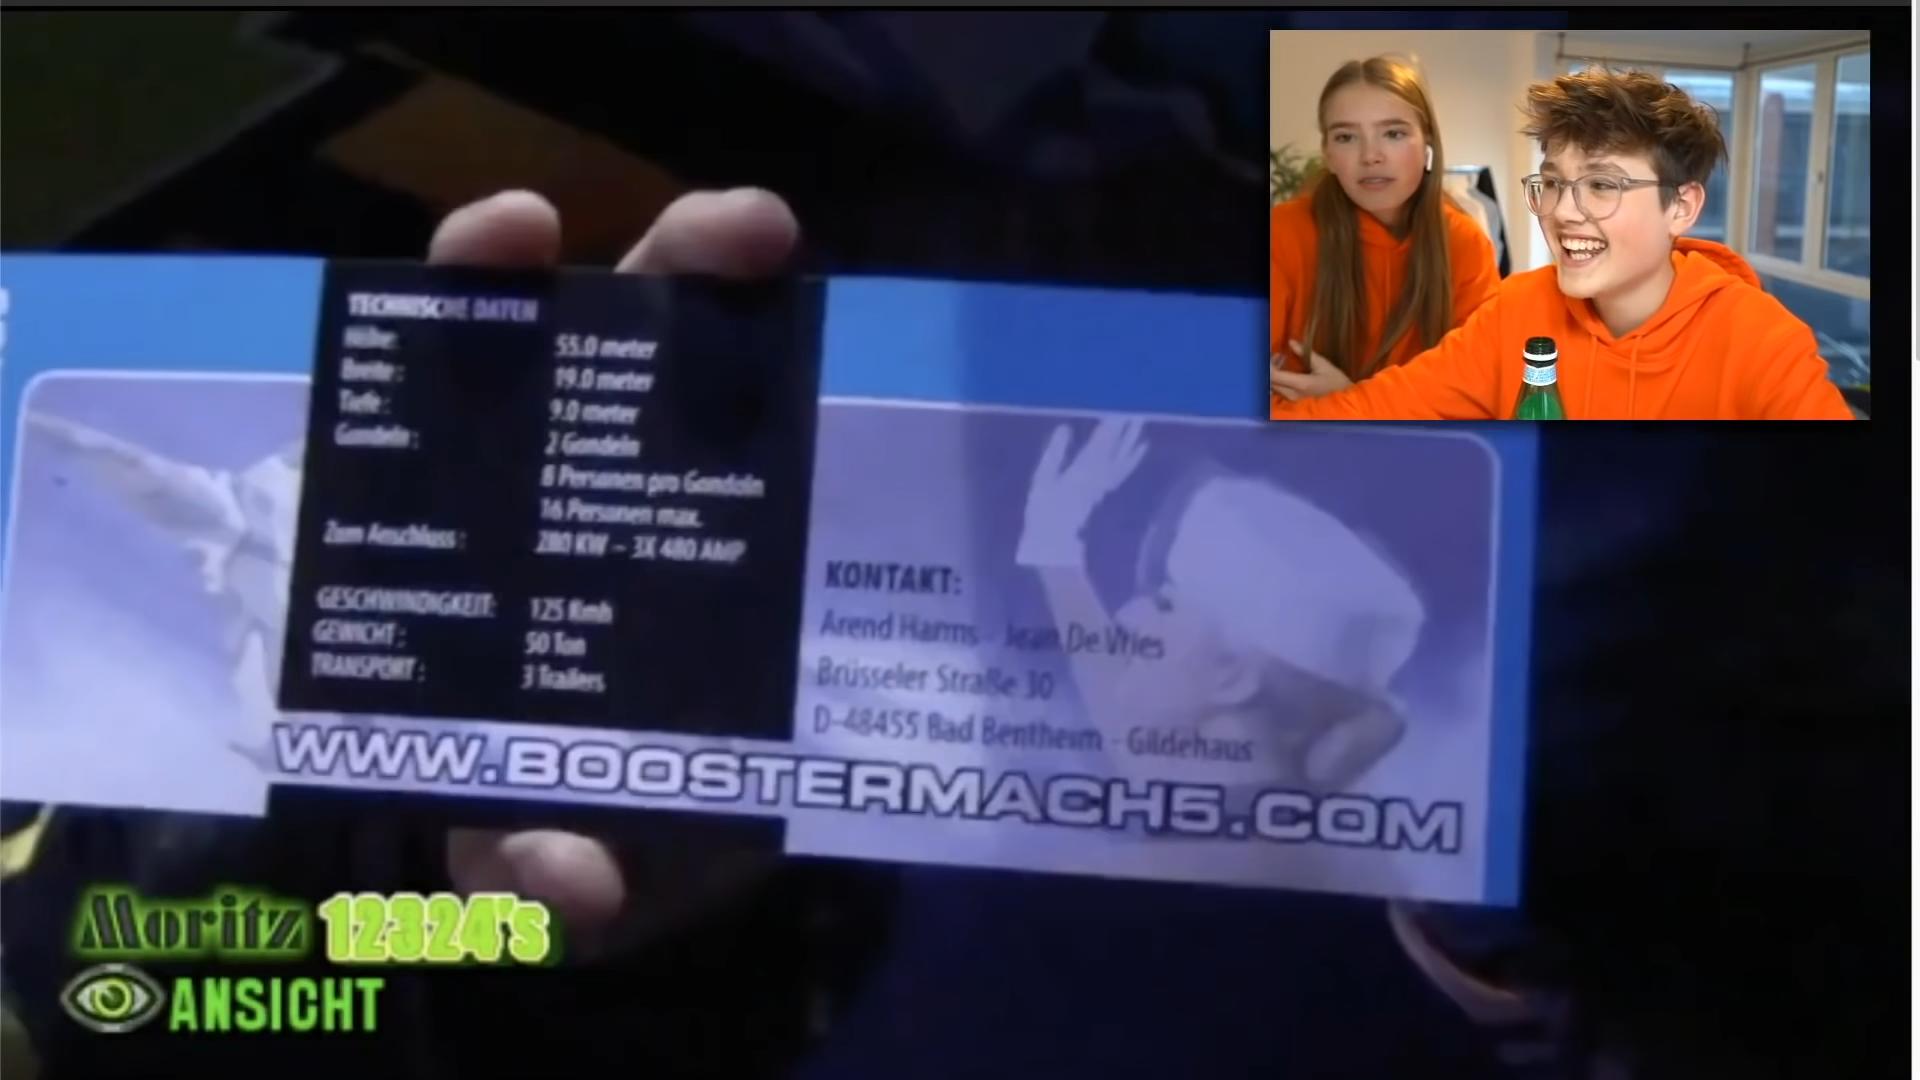 TECHNISCHE DATEN
Höhe: 55.0 meter
Breite: 19.0 meter
Tiefe: 9.0 meter
Gondeln: 2 Gondeln
8 Personen pro Gondeln
16 Personen max.
Zum Anschluss: 280 KW – 3X 480 AMP
GESCHWINDIGKEIT: 125 Kmh
GEWICHT: 50 Ton
TRANSPORT: 3 Trailers
KONTAKT:
Arend Harms - Jean De Vries
Brüsseler Straße 30
D-48455 Bad Bentheim - Gildehaus
WWW.BOOSTERMACH5.COM
Moritz 12324's
ANSICHT